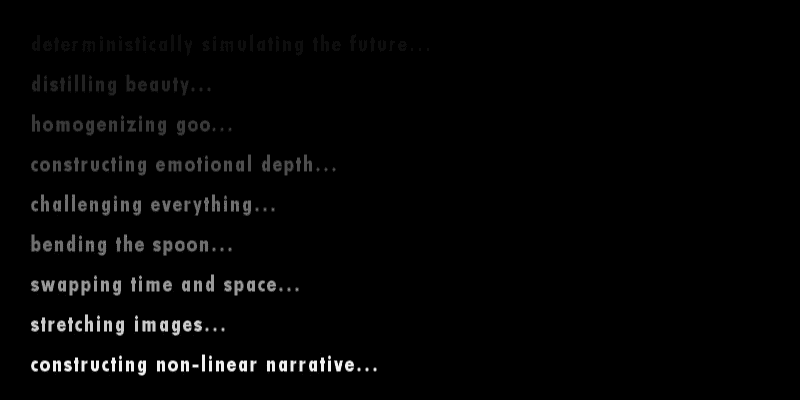 deterministically simulating the future...
distilling beauty...
homogenizing goo...
constructing emotional depth...
challenging everything...
bending the spoon...
swapping time and space...
stretching images...
constructing non-linear narrative...